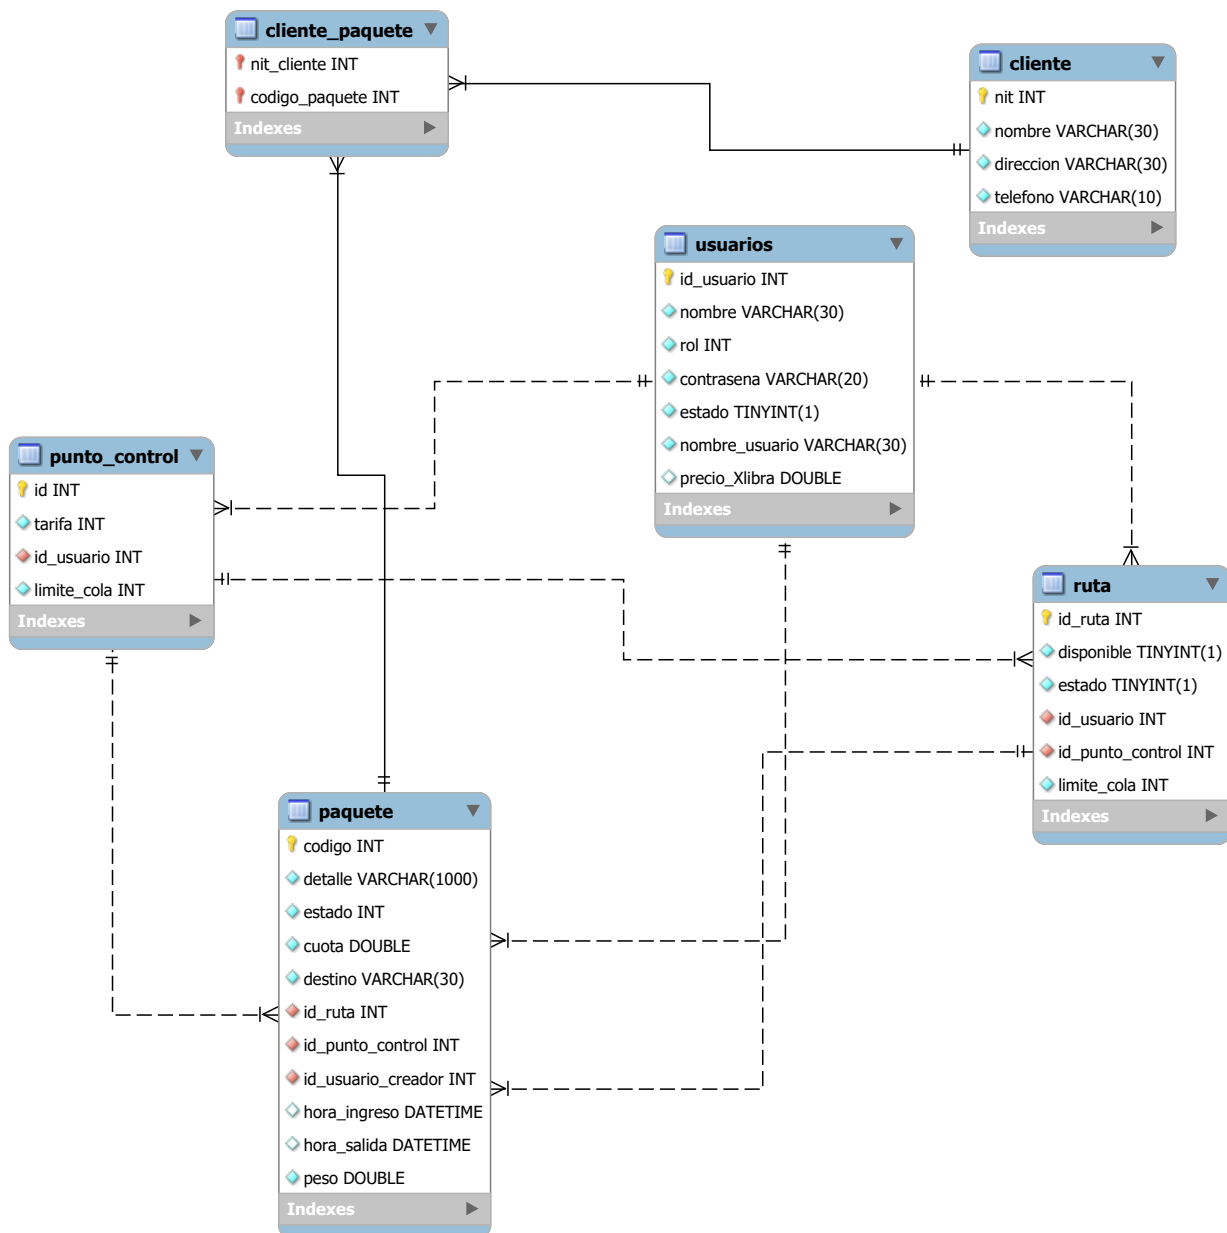 cliente_paquete
nit_cliente INT
codigo_paquete INT
Indexes
cliente
nit INT
nombre VARCHAR(30)
direccion VARCHAR(30)
telefono VARCHAR(10)
Indexes
usuarios
id_usuario INT
nombre VARCHAR(30)
rol INT
contrasena VARCHAR(20)
estado TINYINT(1)
nombre_usuario VARCHAR(30)
precio_Xlibra DOUBLE
Indexes
punto_control
id INT
tarifa INT
id_usuario INT
limite_cola INT
Indexes
ruta
id_ruta INT
disponible TINYINT(1)
estado TINYINT(1)
id_usuario INT
id_punto_control INT
limite_cola INT
Indexes
paquete
codigo INT
detalle VARCHAR(1000)
estado INT
cuota DOUBLE
destino VARCHAR(30)
id_ruta INT
id_punto_control INT
id_usuario_creador INT
hora_ingreso DATETIME
hora_salida DATETIME
peso DOUBLE
Indexes